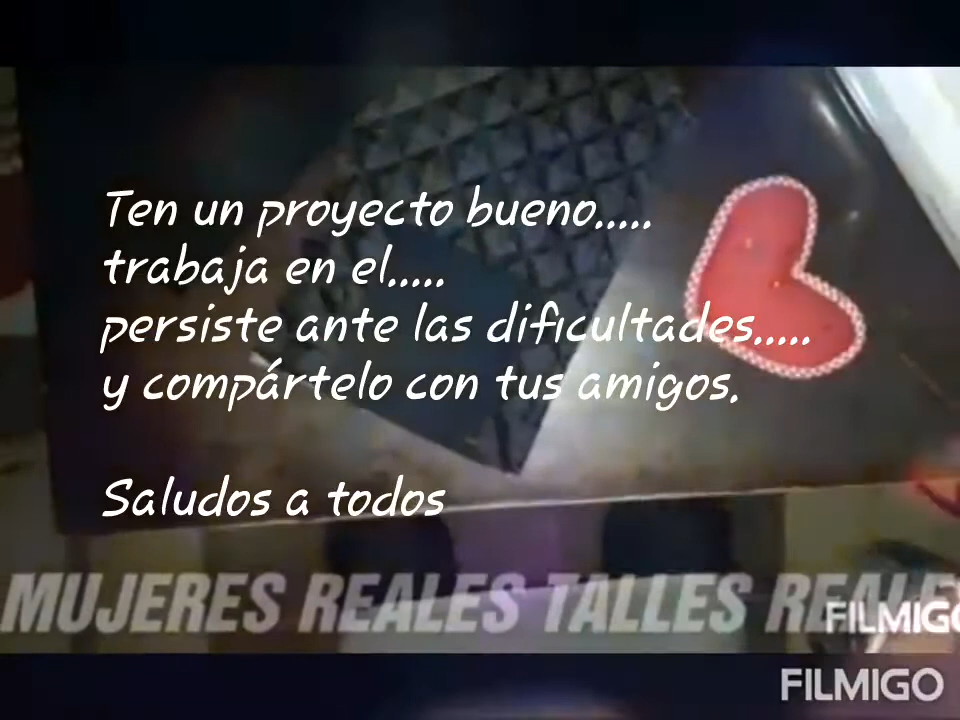 Ten un proyecto bueno.....
trabaja en el.....
persiste ante las dificultades.....
y compártelo con tus amigos.
Saludos a todos
MUJERES REALES TALLES REALE
FILMIGO
FILMIGO